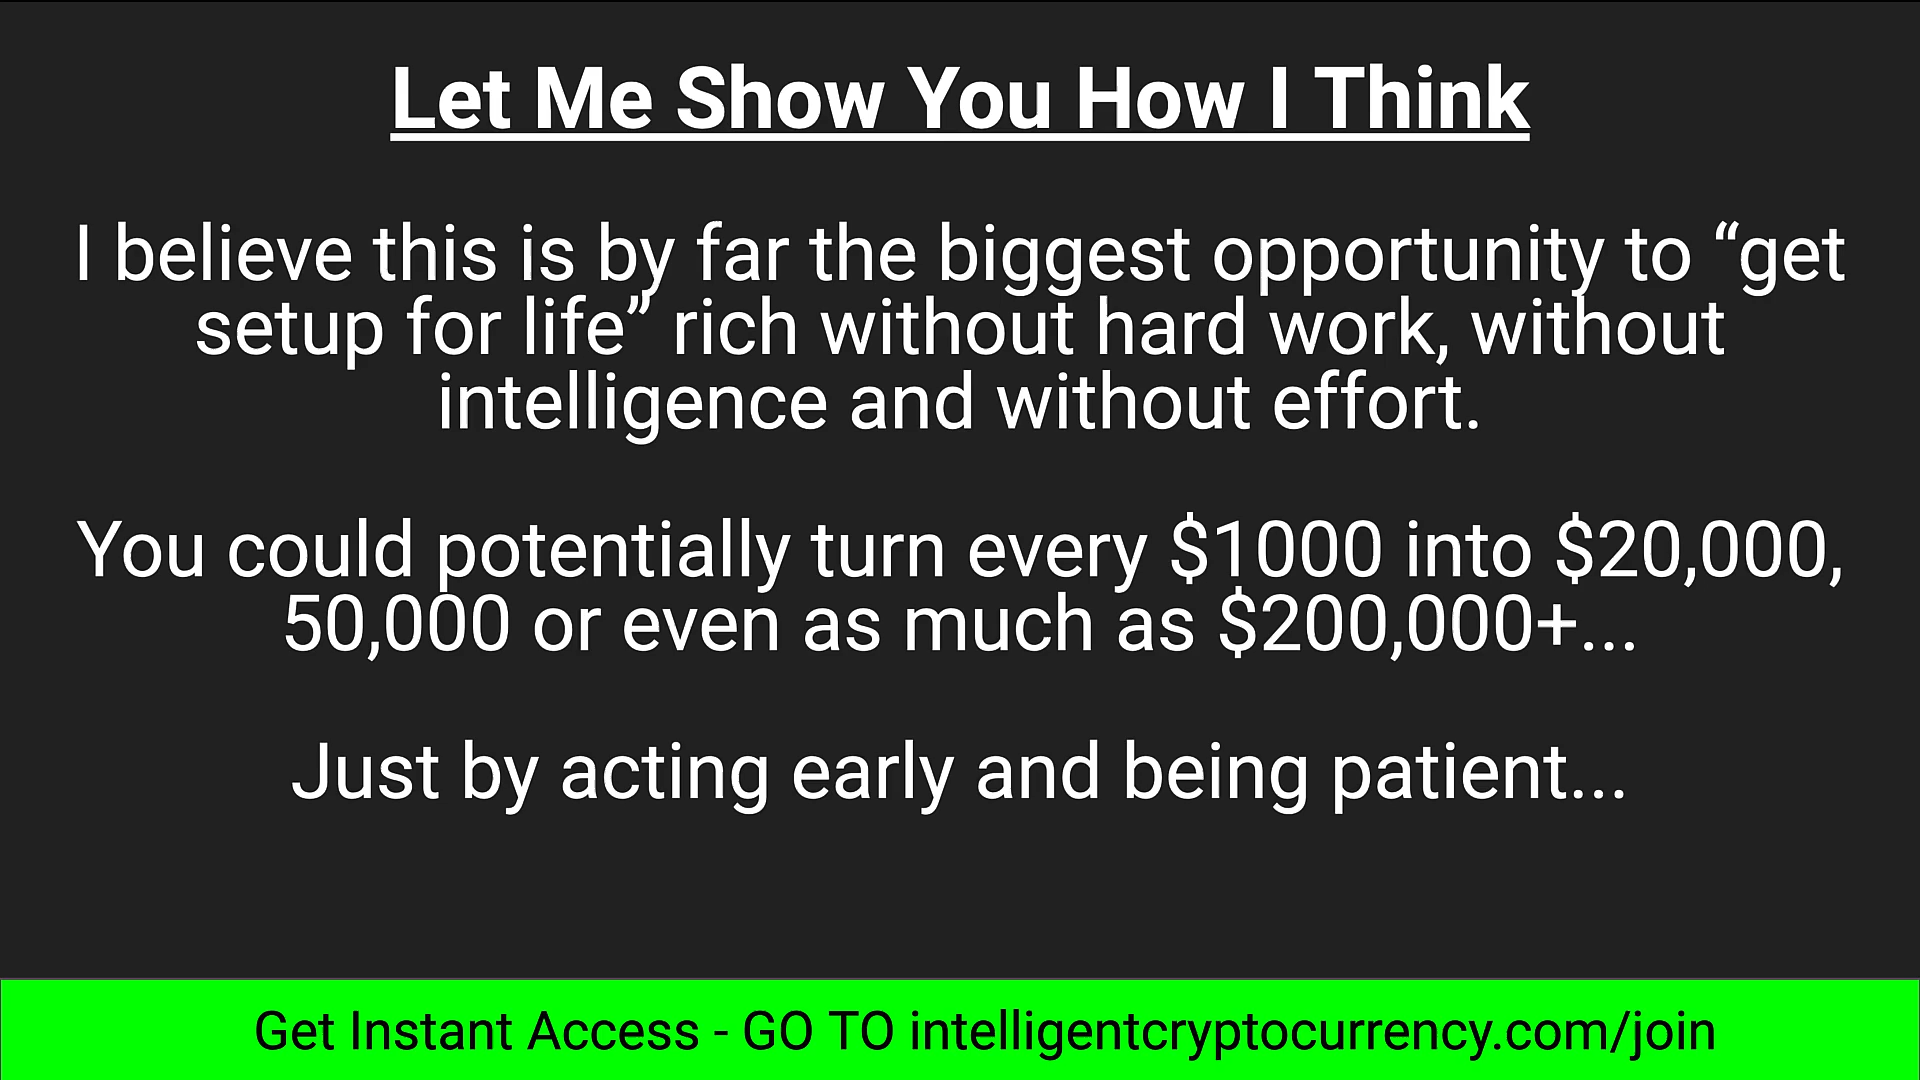 Let Me Show You How I Think
I believe this is by far the biggest opportunity to “get
setup for life” rich without hard work, without
intelligence and without effort.
You could potentially turn every $1000 into $20,000,
50,000 or even as much as $200,000+...
Just by acting early and being patient...
Get Instant Access - GO TO intelligentcryptocurrency.com/join